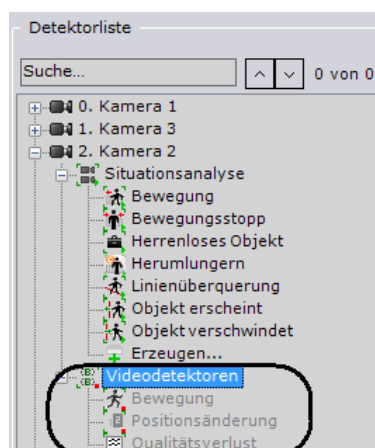 Detektorliste
Suche... 0 von 0
0. Kamera 1
1. Kamera 3
2. Kamera 2
Situationsanalyse
Bewegung
Bewegungsstopp
Herrenloses Objekt
Herumlungern
Linienüberquerung
Objekt erscheint
Objekt verschwindet
Erzeugen...
Videodetektoren
Bewegung
Positionsänderung
Qualitätsverlust